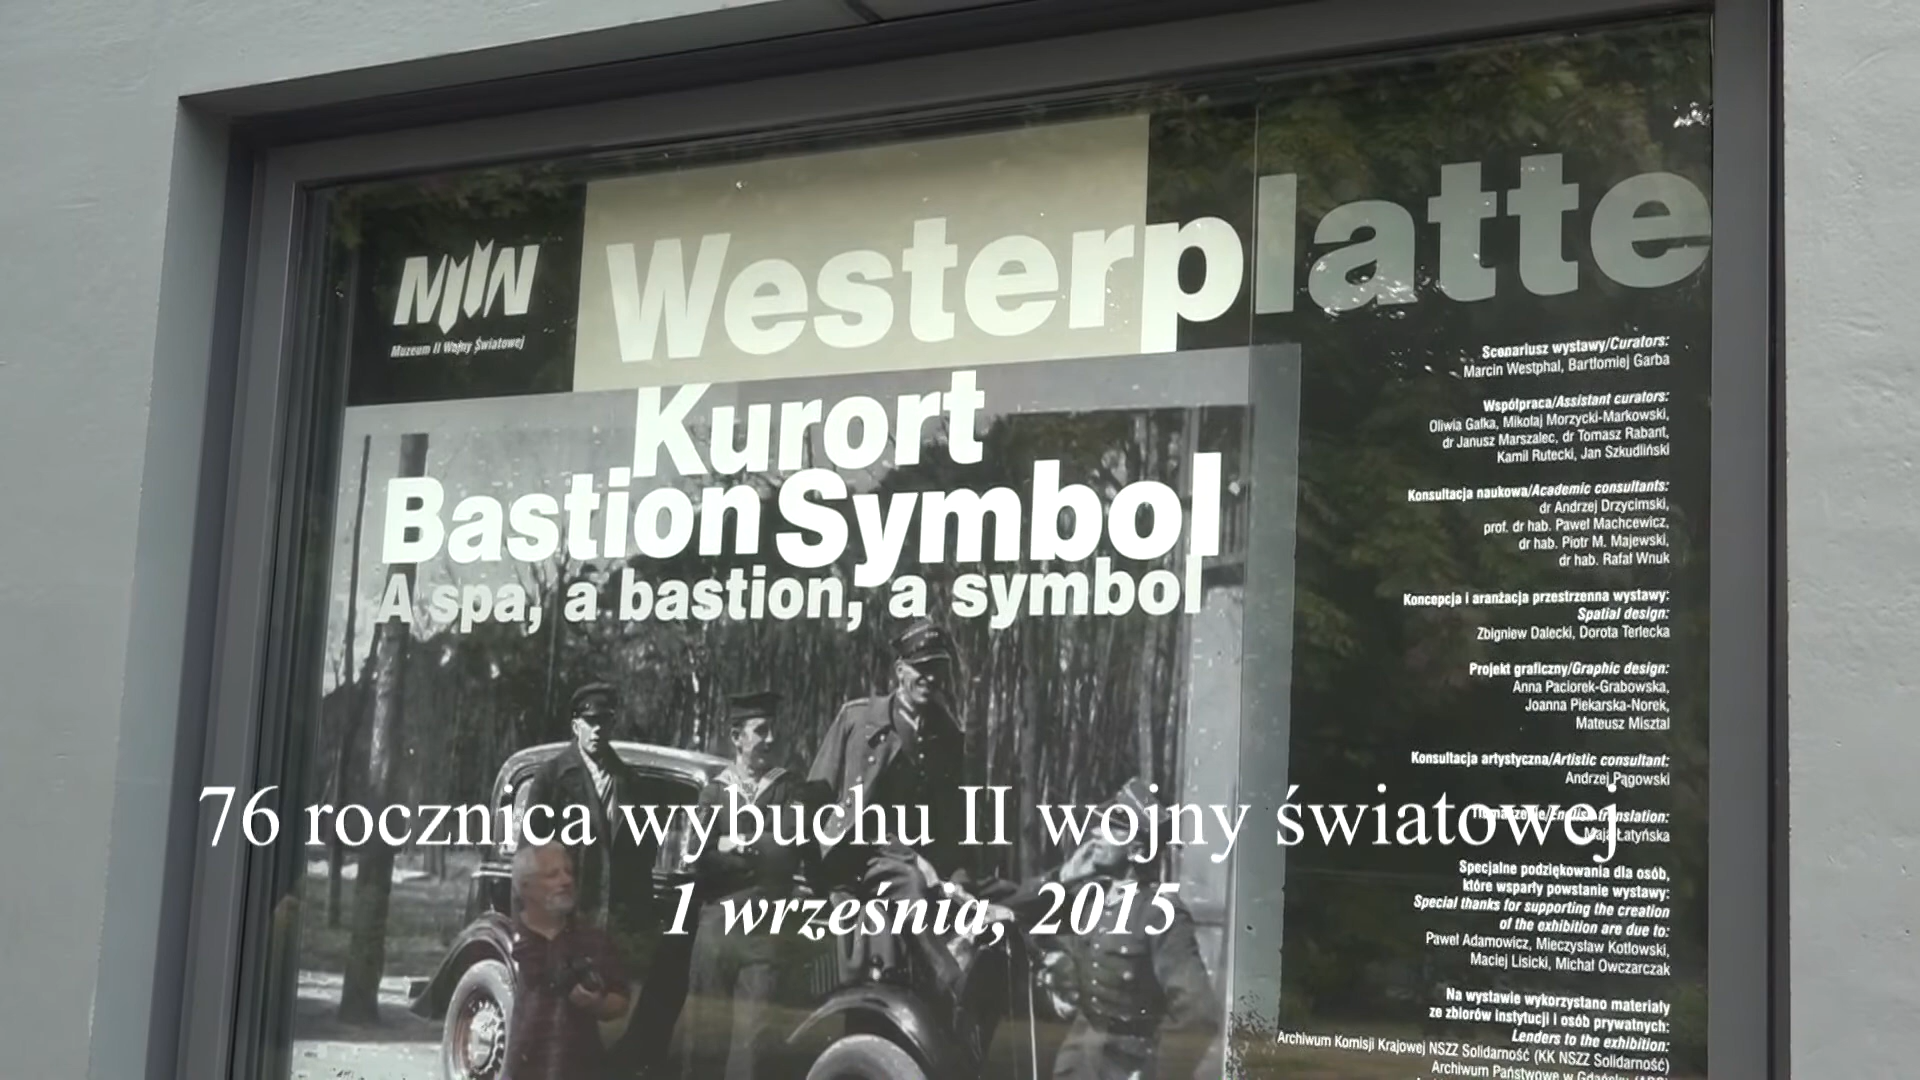 MIIW
Muzeum II Wojny Światowej
Westerplatte
Kurort
Bastion Symbol
A spa, a bastion, a symbol
Scenariusz wystawy/Curators:
Marcin Westphal, Bartłomiej Garba
Współpraca/Assistant curators:
Oliwia Gałka, Mikołaj Morzycki-Markowski,
dr Janusz Marszalec, dr Tomasz Rabant,
Kamil Rutecki, Jan Szkudliński
Konsultacja naukowa/Academic consultants:
dr Andrzej Drzycimski,
prof. dr hab. Paweł Machcewicz,
dr hab. Piotr M. Majewski,
dr hab. Rafał Wnuk
Koncepcja i aranżacja przestrzenna wystawy:
Spatial design:
Zbigniew Dalecki, Dorota Terlecka
Projekt graficzny/Graphic design:
Anna Paciorek-Grabowska,
Joanna Piekarska-Norek,
Mateusz Misztal
Konsultacja artystyczna/Artistic consultant:
Andrzej Pągowski
Tłumaczenie/English translation:
Maja Łatyńska
Specjalne podziękowania dla osób,
które wsparły powstanie wystawy:
Special thanks for supporting the creation
of the exhibition are due to:
Paweł Adamowicz, Mieczysław Kotłowski,
Maciej Lisicki, Michał Owczarczak
Na wystawie wykorzystano materiały
ze zbiorów instytucji i osób prywatnych:
Lenders to the exhibition:
Archiwum Komisji Krajowej NSZZ Solidarność (KK NSZZ Solidarność)
Archiwum Państwowe w Gdańsku
76 rocznica wybuchu II wojny światowej
1 września, 2015